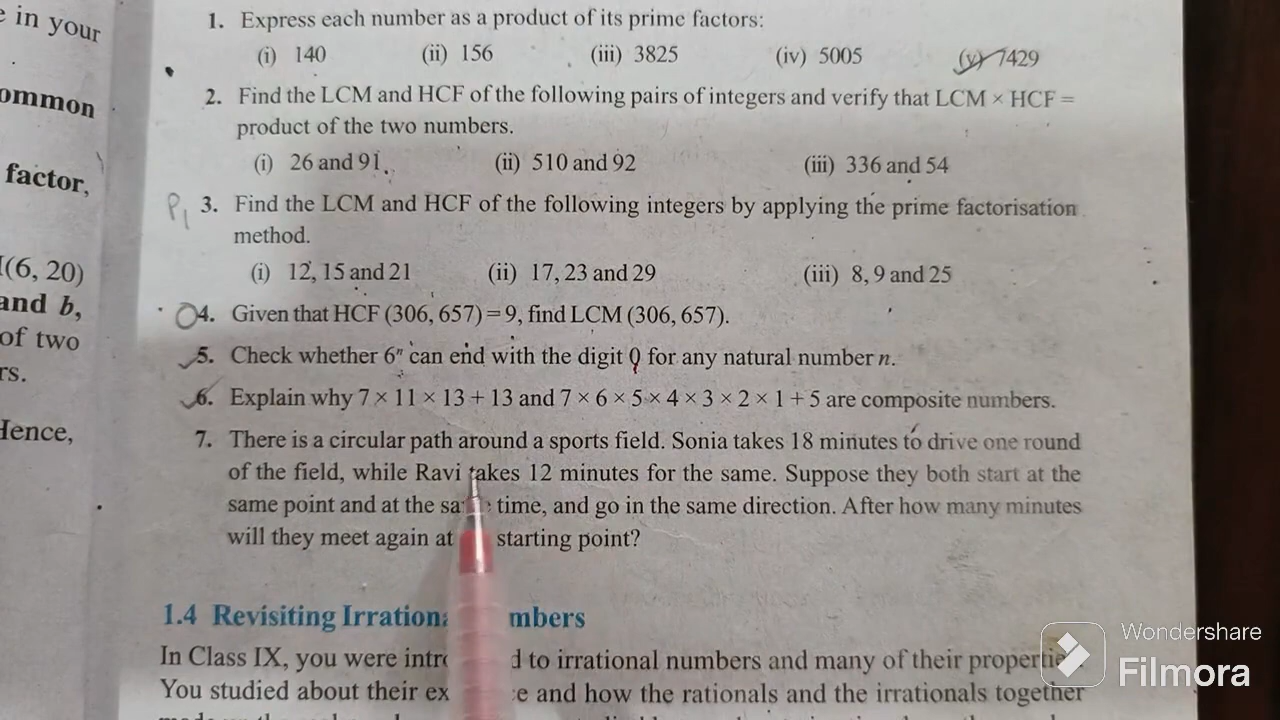 in your
ommon
factor,
(6, 20)
and b,
of two
rs.
Hence,
1. Express each number as a product of its prime factors:
(i) 140 (ii) 156 (iii) 3825 (iv) 5005 (v) 7429
2. Find the LCM and HCF of the following pairs of integers and verify that LCM × HCF =
product of the two numbers.
(i) 26 and 91 (ii) 510 and 92 (iii) 336 and 54
P1 3. Find the LCM and HCF of the following integers by applying the prime factorisation
method.
(i) 12, 15 and 21 (ii) 17, 23 and 29 (iii) 8, 9 and 25
4. Given that HCF (306, 657) = 9, find LCM (306, 657).
5. Check whether 6ⁿ can end with the digit 0 for any natural number n.
6. Explain why 7 × 11 × 13 + 13 and 7 × 6 × 5 × 4 × 3 × 2 × 1 + 5 are composite numbers.
7. There is a circular path around a sports field. Sonia takes 18 minutes to drive one round
of the field, while Ravi takes 12 minutes for the same. Suppose they both start at the
same point and at the sa time, and go in the same direction. After how many minutes
will they meet again at starting point?
1.4 Revisiting Irrationa mbers
In Class IX, you were intro d to irrational numbers and many of their properties.
You studied about their ex e and how the rationals and the irrationals together
Wondershare
Filmora